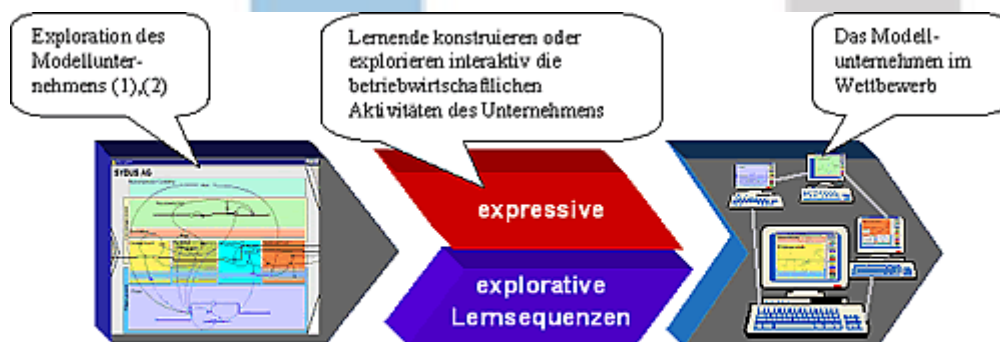 Exploration des
Modellunter-
nehmens (1),(2)
Lernende konstruieren oder
explorieren interaktiv die
betriebwirtschaftlichen
Aktivitäten des Unternehmens
Das Modell-
unternehmen im
Wettbewerb
SYDUS AG
expressive
explorative
Lernsequenzen